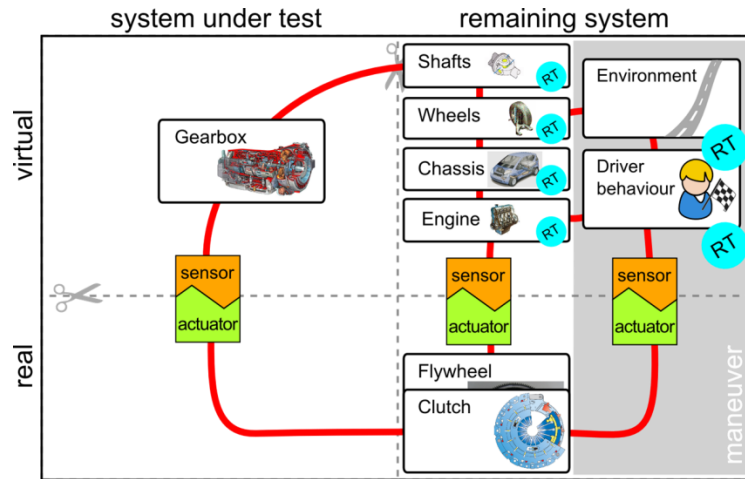 system under test
remaining system
virtual
real
Gearbox
Shafts
RT
Wheels
RT
Chassis
RT
Engine
RT
Environment
RT
Driver
behaviour
RT
sensor
actuator
sensor
actuator
sensor
actuator
Flywheel
Clutch
maneuver